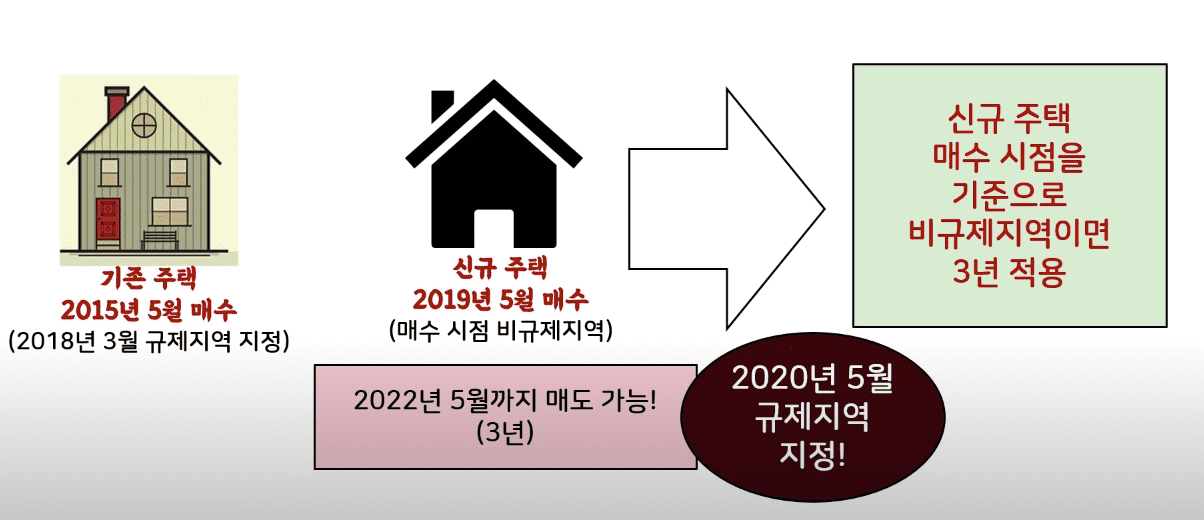 기존 주택
2015년 5월 매수
(2018년 3월 규제지역 지정)
신규 주택
2019년 5월 매수
(매수 시점 비규제지역)
신규 주택
매수 시점을
기준으로
비규제지역이면
3년 적용
2022년 5월까지 매도 가능!
(3년)
2020년 5월
규제지역
지정!